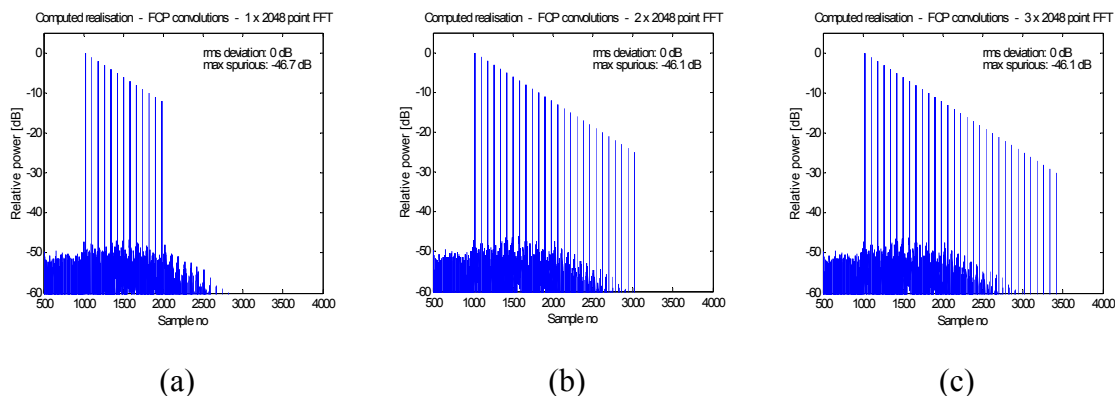 Computed realisation - FCP convolutions - 1 x 2048 point FFT
rms deviation: 0 dB
max spurious: -46.7 dB
Relative power [dB]
0
-10
-20
-30
-40
-50
-60
500 1000 1500 2000 2500 3000 3500 4000
Sample no
(a)
Computed realisation - FCP convolutions - 2 x 2048 point FFT
rms deviation: 0 dB
max spurious: -46.1 dB
Relative power [dB]
0
-10
-20
-30
-40
-50
-60
500 1000 1500 2000 2500 3000 3500 4000
Sample no
(b)
Computed realisation - FCP convolutions - 3 x 2048 point FFT
rms deviation: 0 dB
max spurious: -46.1 dB
Relative power [dB]
0
-10
-20
-30
-40
-50
-60
500 1000 1500 2000 2500 3000 3500 4000
Sample no
(c)